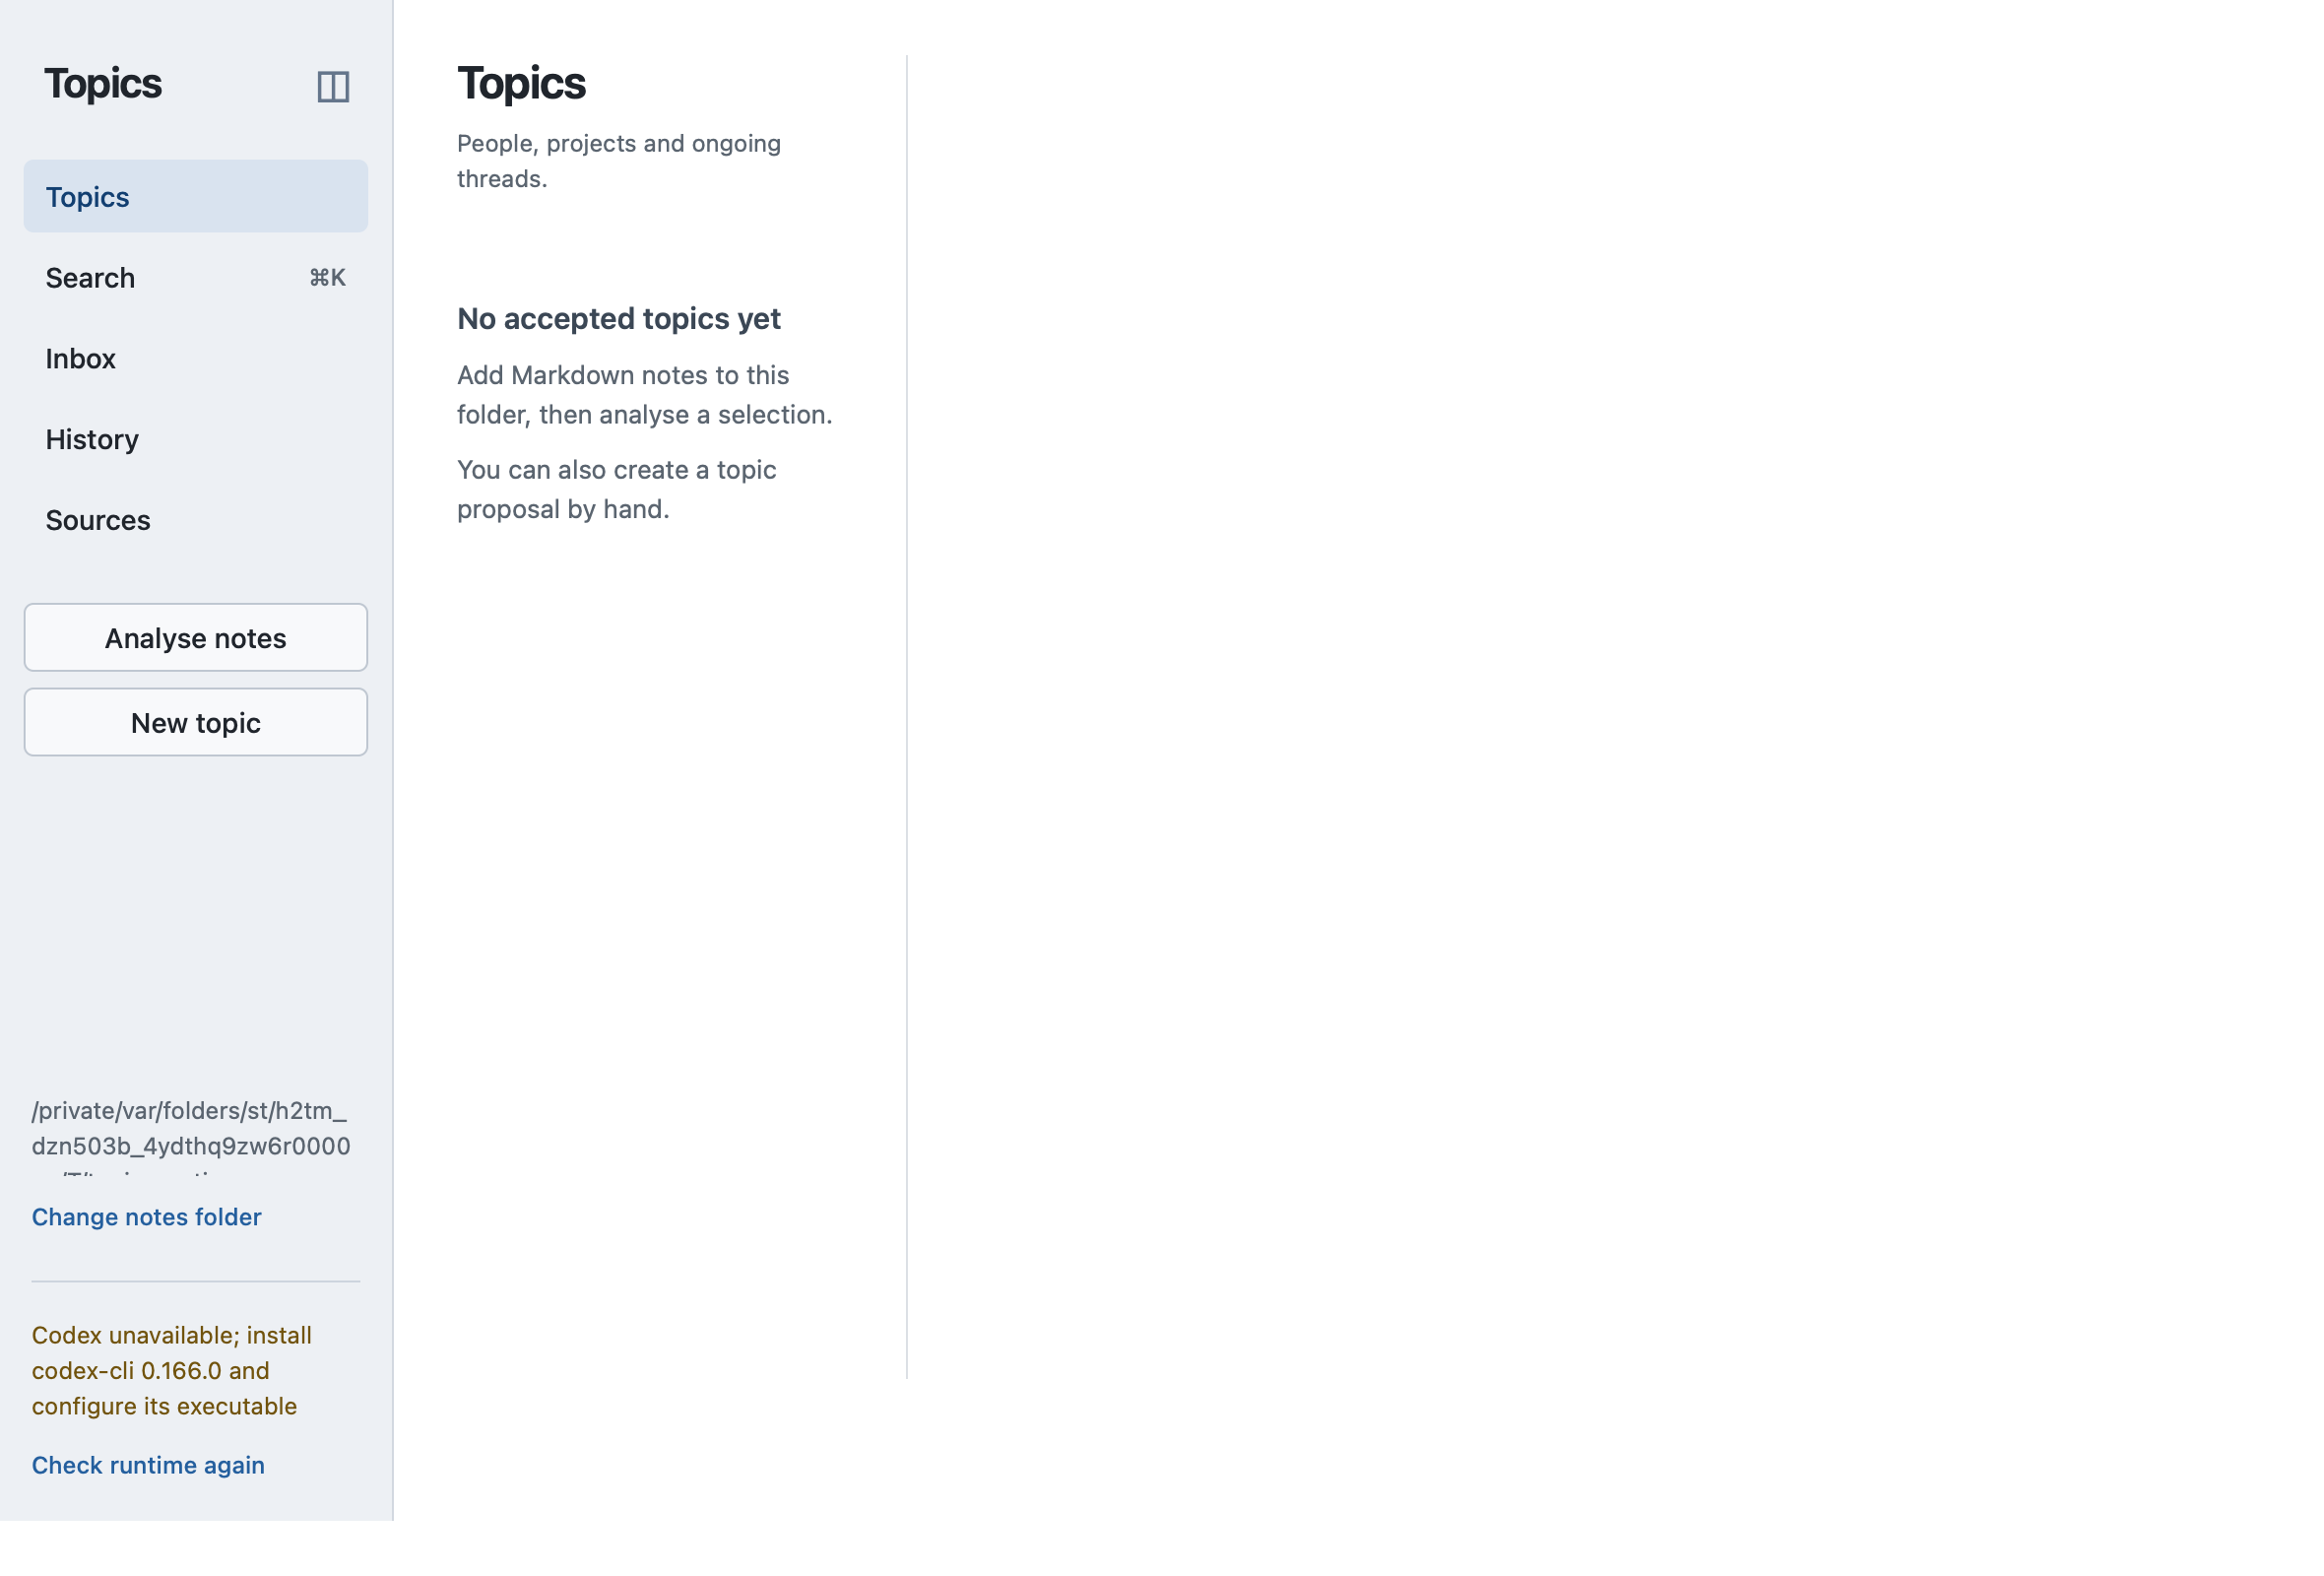 Topics
Topics
Search ⌘K
Inbox
History
Sources
Analyse notes
New topic
/private/var/folders/st/h2tm_
dzn503b_4ydthq9zw6r0000
Change notes folder
Codex unavailable; install
codex-cli 0.166.0 and
configure its executable
Check runtime again
Topics
People, projects and ongoing
threads.
No accepted topics yet
Add Markdown notes to this
folder, then analyse a selection.
You can also create a topic
proposal by hand.